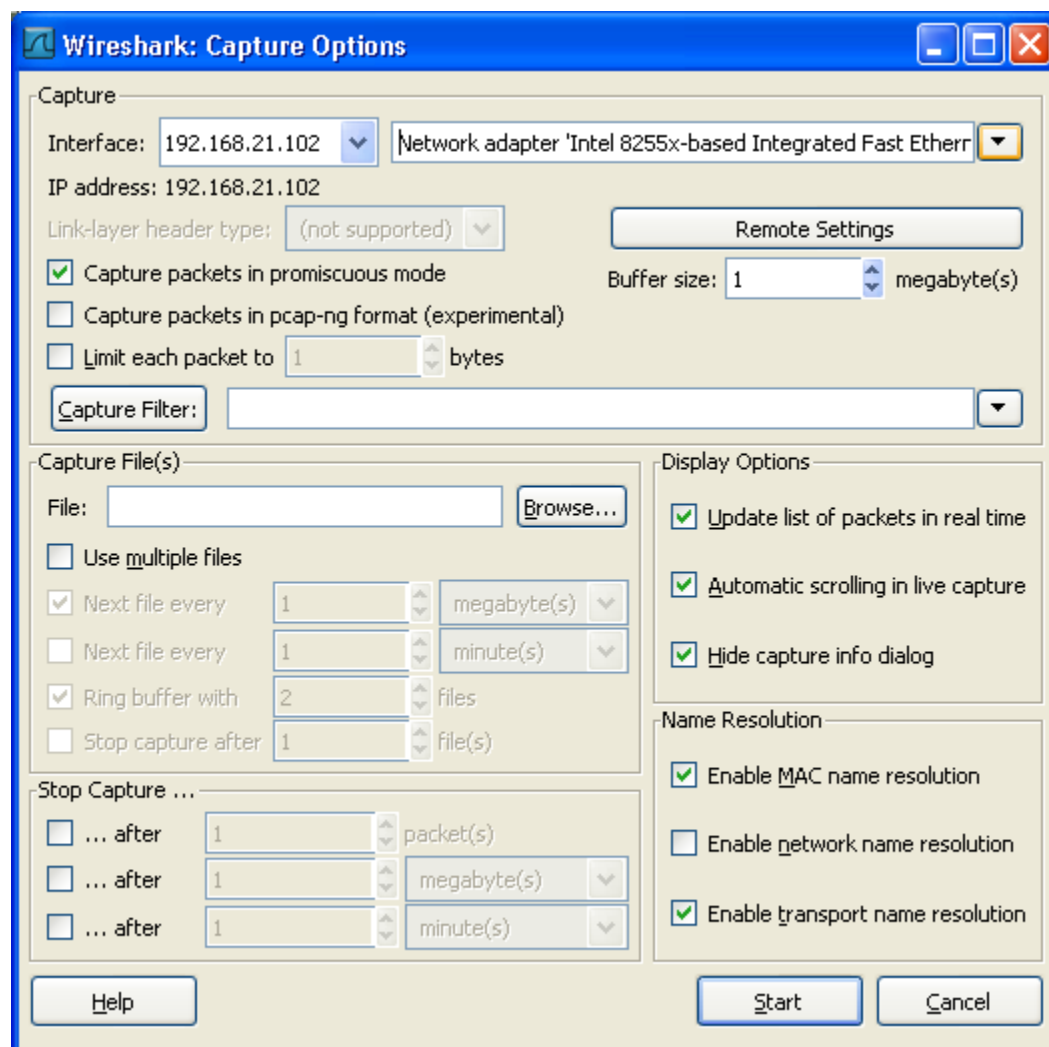 Wireshark: Capture Options
Capture
Interface: 192.168.21.102 Network adapter 'Intel 8255x-based Integrated Fast Ethern
IP address: 192.168.21.102
Link-layer header type: (not supported) Remote Settings
Capture packets in promiscuous mode Buffer size: 1 megabyte(s)
Capture packets in pcap-ng format (experimental)
Limit each packet to 1 bytes
Capture Filter:
Capture File(s)
File: Browse...
Use multiple files
Next file every 1 megabyte(s)
Next file every 1 minute(s)
Ring buffer with 2 files
Stop capture after 1 file(s)
Stop Capture ...
... after 1 packet(s)
... after 1 megabyte(s)
... after 1 minute(s)
Display Options
Update list of packets in real time
Automatic scrolling in live capture
Hide capture info dialog
Name Resolution
Enable MAC name resolution
Enable network name resolution
Enable transport name resolution
Help Start Cancel